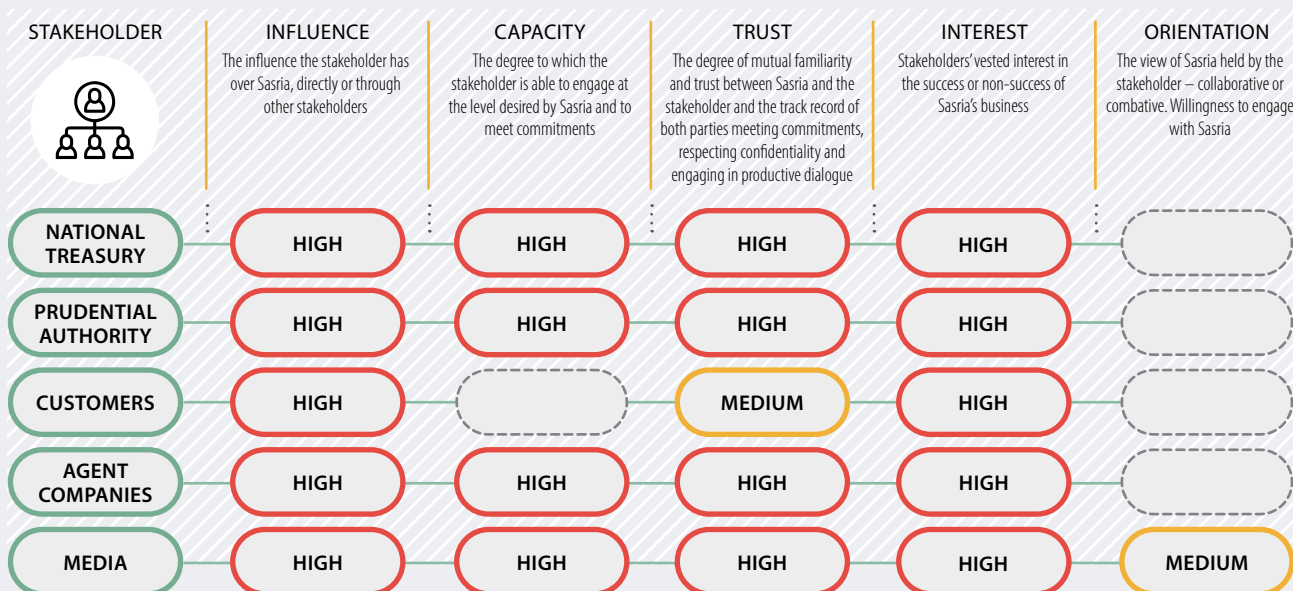 STAKEHOLDER
INFLUENCE
The influence the stakeholder has
over Sasria, directly or through
other stakeholders
CAPACITY
The degree to which the
stakeholder is able to engage at
the level desired by Sasria and to
meet commitments
TRUST
The degree of mutual familiarity
and trust between Sasria and the
stakeholder and the track record of
both parties meeting commitments,
respecting confidentiality and
engaging in productive dialogue
INTEREST
Stakeholders’ vested interest in
the success or non-success of
Sasria’s business
ORIENTATION
The view of Sasria held by the
stakeholder – collaborative or
combative. Willingness to engage
with Sasria
NATIONAL
TREASURY
HIGH
HIGH
HIGH
HIGH
PRUDENTIAL
AUTHORITY
HIGH
HIGH
HIGH
HIGH
CUSTOMERS
HIGH
MEDIUM
HIGH
AGENT
COMPANIES
HIGH
HIGH
HIGH
HIGH
MEDIA
HIGH
HIGH
HIGH
HIGH
MEDIUM